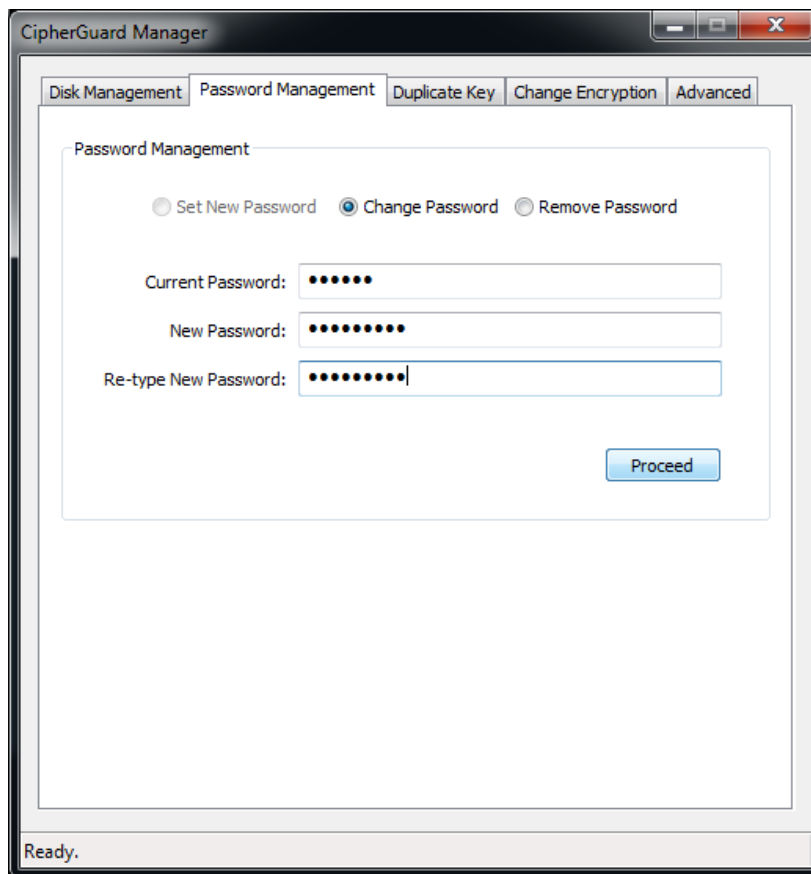 CipherGuard Manager
Disk Management Password Management Duplicate Key Change Encryption Advanced
Password Management
Set New Password Change Password Remove Password
Current Password: ••••••
New Password: •••••••••
Re-type New Password: •••••••••
Proceed
Ready.